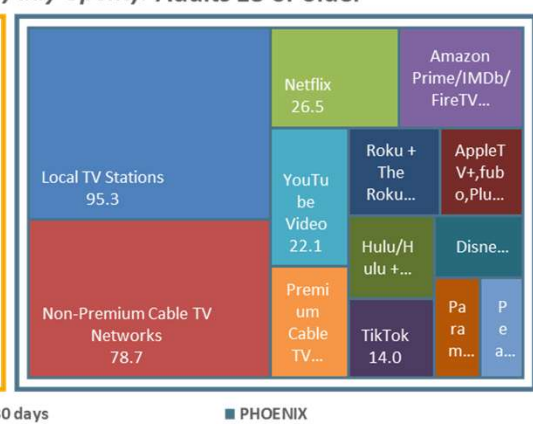 Adults 25 or older
Local TV Stations
95.3
Non-Premium Cable TV
Networks
78.7
Netflix
26.5
Amazon
Prime/IMDb/
FireTV...
YouTu
be
Video
22.1
Roku +
The
Roku...
AppleT
V+,fub
o,Plu...
Hulu/H
ulu +...
Disne...
Premi
um
Cable
TV...
TikTok
14.0
Pa
ra
m...
P
e
a...
0 days
PHOENIX